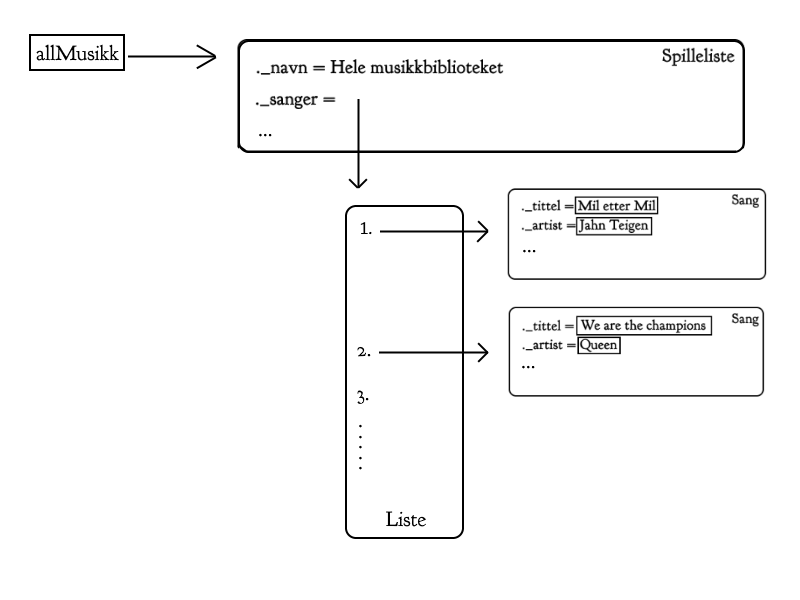 allMusikk
Spilleliste
._navn = Hele musikkbiblioteket
._sanger =
...
1.
2.
3.
Liste
Sang
._tittel = Mil etter Mil
._artist = Jahn Teigen
...
Sang
._tittel = We are the champions
._artist = Queen
...